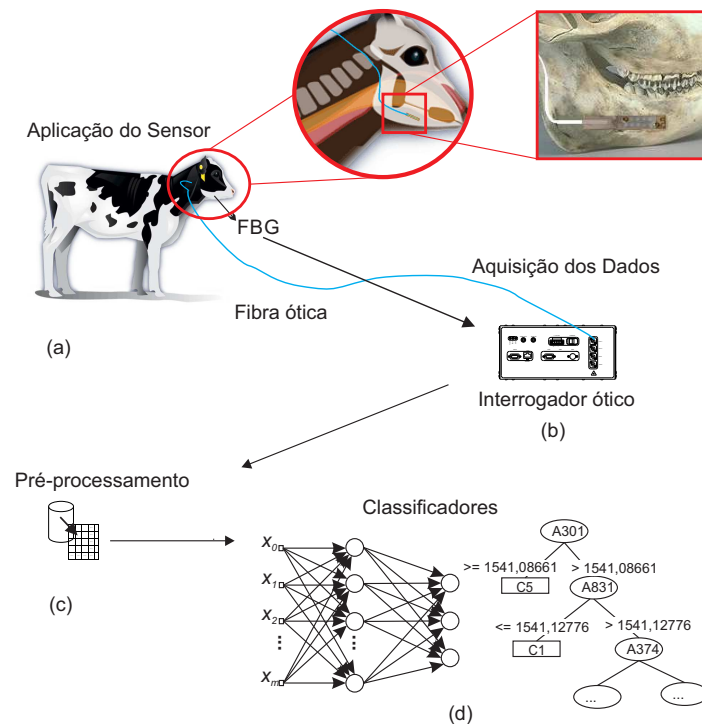 Aplicação do Sensor
FBG
Fibra ótica
(a)
Aquisição dos Dados
Interrogador ótico
(b)
Pré-processamento
(c)
Classificadores
X0
X1
X2
Xm
A301
>= 1541,08661
> 1541,08661
C5
A831
<= 1541,12776
> 1541,12776
C1
A374
...
...
(d)